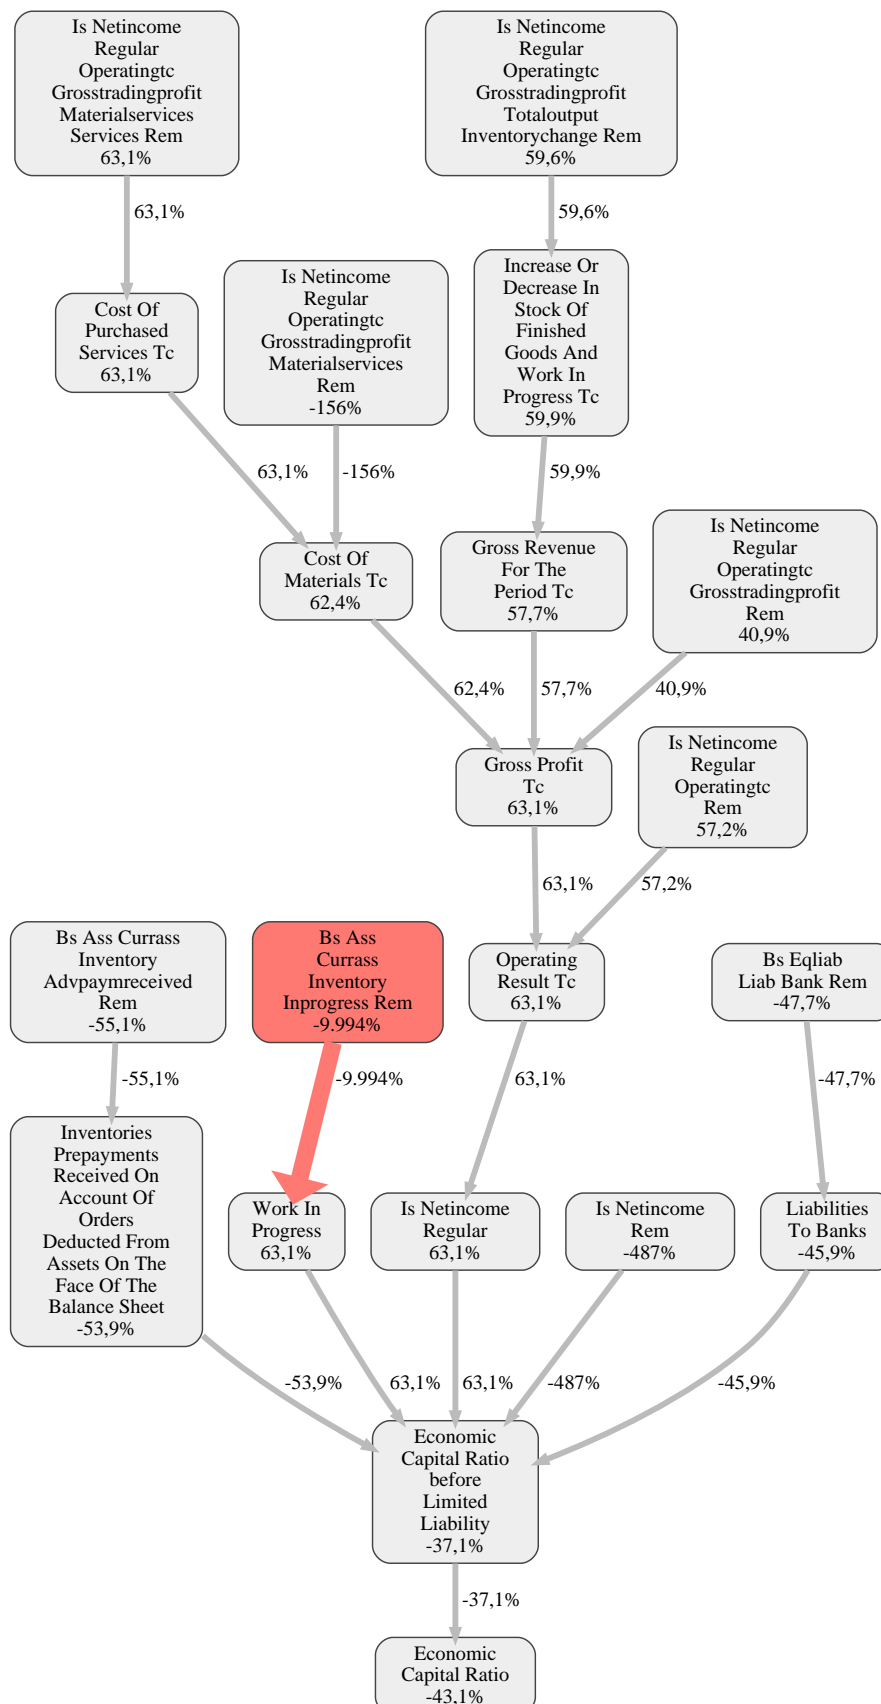 Is Netincome
Regular
Operatingtc
Grosstradingprofit
Materialservices
Services Rem
63,1%
Is Netincome
Regular
Operatingtc
Grosstradingprofit
Totaloutput
Inventorychange Rem
59,6%
63,1%
59,6%
Cost Of
Purchased
Services Tc
63,1%
Is Netincome
Regular
Operatingtc
Grosstradingprofit
Materialservices
Rem
-156%
Increase Or
Decrease In
Stock Of
Finished
Goods And
Work In
Progress Tc
59,9%
63,1%
-156%
59,9%
Cost Of
Materials Tc
62,4%
Gross Revenue
For The
Period Tc
57,7%
Is Netincome
Regular
Operatingtc
Grosstradingprofit
Rem
40,9%
62,4%
57,7%
40,9%
Gross Profit
Tc
63,1%
Is Netincome
Regular
Operatingtc
Rem
57,2%
63,1%
57,2%
Bs Ass Currass
Inventory
Advpaymreceived
Rem
-55,1%
Bs Ass
Currass
Inventory
Inprogress Rem
-9.994%
Operating
Result Tc
63,1%
Bs Eqliab
Liab Bank Rem
-47,7%
-55,1%
-9.994%
63,1%
-47,7%
Inventories
Prepayments
Received On
Account Of
Orders
Deducted From
Assets On The
Face Of The
Balance Sheet
-53,9%
Work In
Progress
63,1%
Is Netincome
Regular
63,1%
Is Netincome
Rem
-487%
Liabilities
To Banks
-45,9%
-53,9%
63,1%
63,1%
-487%
-45,9%
Economic
Capital Ratio
before
Limited
Liability
-37,1%
-37,1%
Economic
Capital Ratio
-43,1%